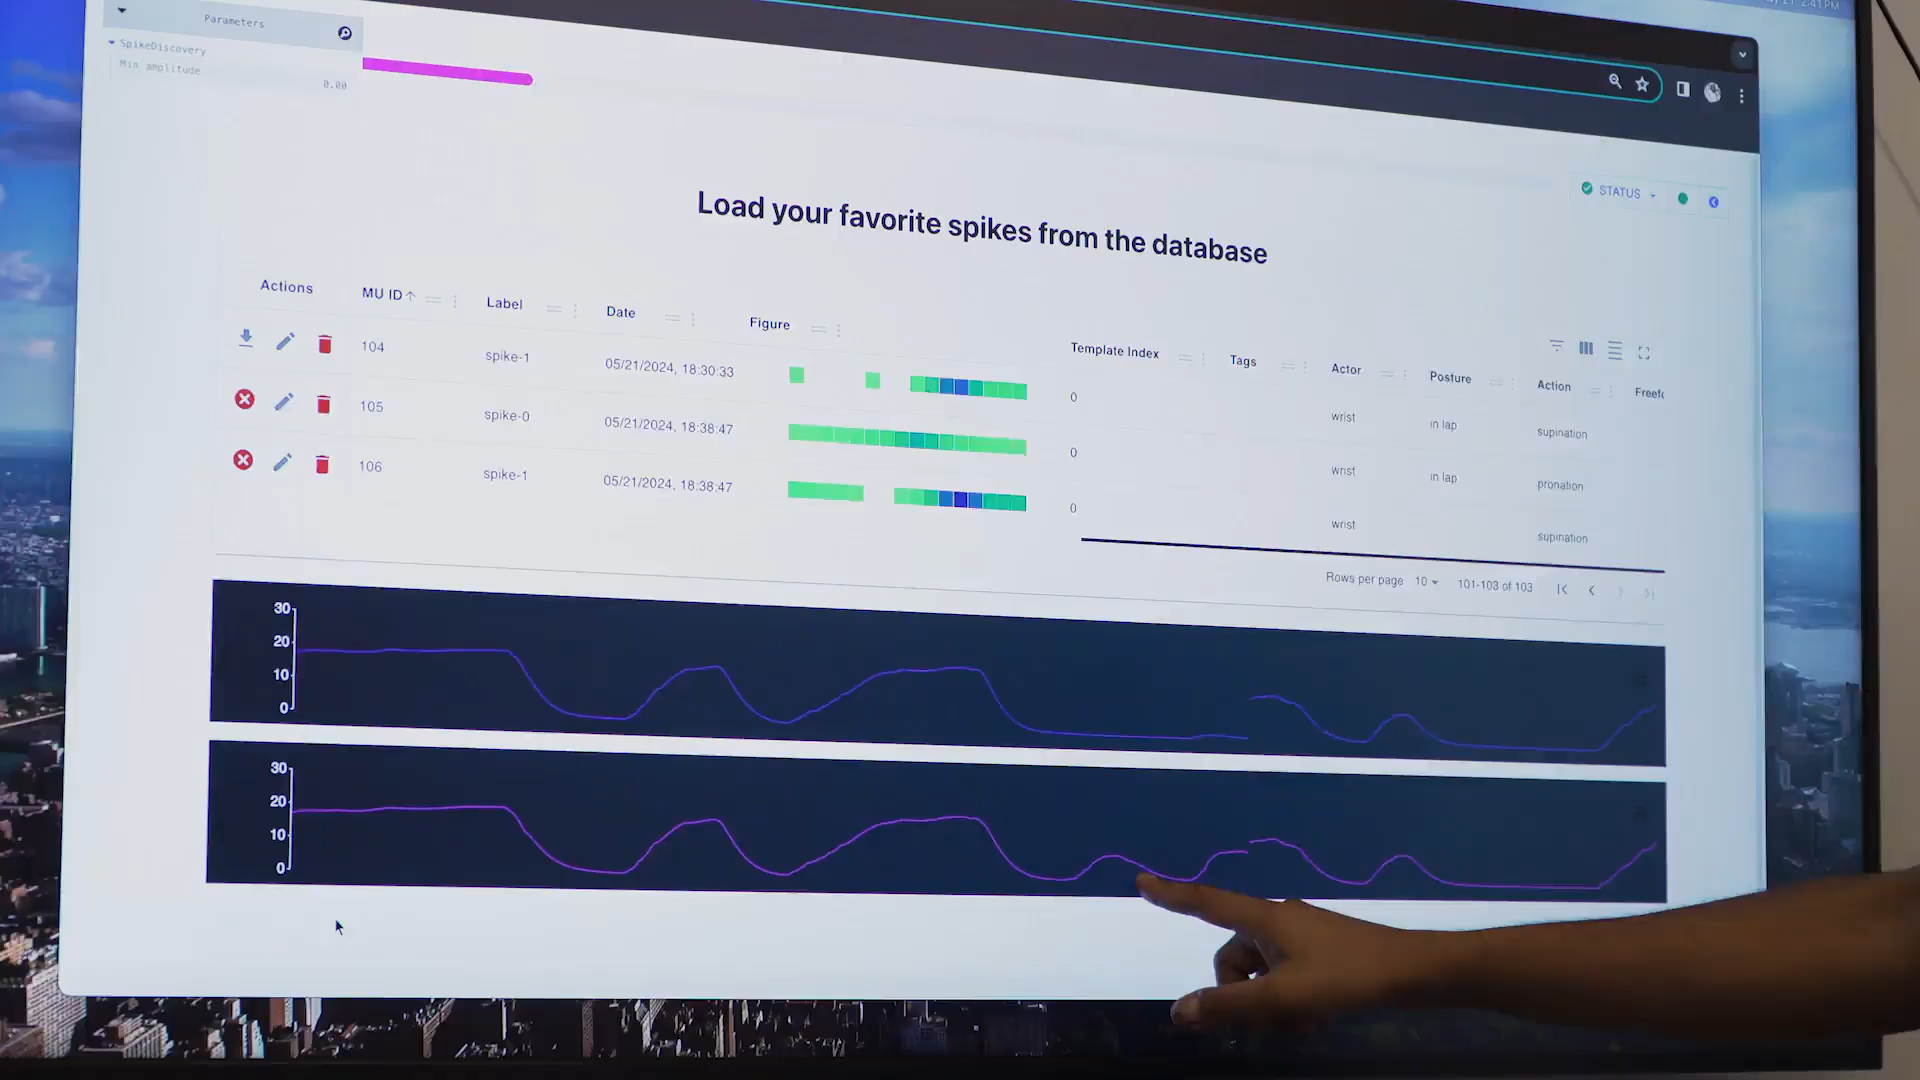 2:41 PM
Parameters
SpikeDiscovery
Min amplitude
0.00
STATUS
Load your favorite spikes from the database
Actions MU ID Label Date Figure Template Index Tags Actor Posture Action
104 spike-1 05/21/2024, 18:30:33 0 wrist in lap supination
105 spike-0 05/21/2024, 18:38:47 0 wrist in lap pronation
106 spike-1 05/21/2024, 18:38:47 0 wrist supination
Rows per page 10 101-103 of 103
30
20
10
0
30
20
10
0